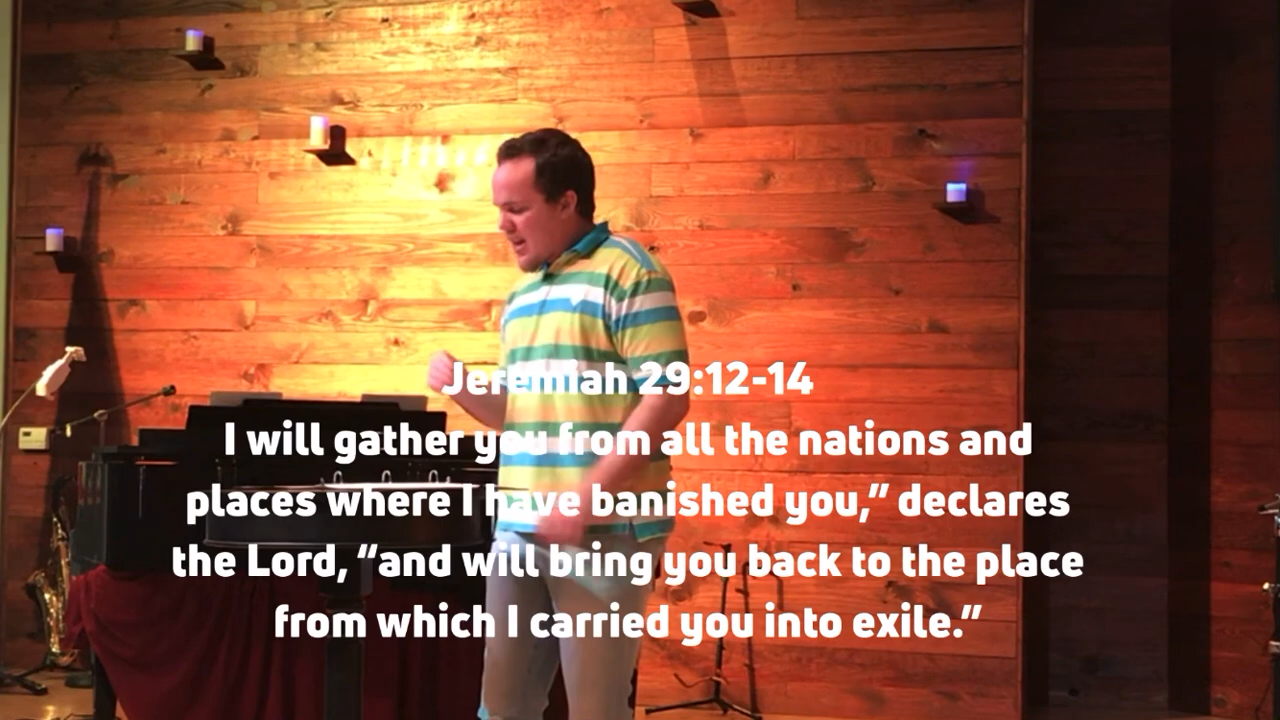 Jeremiah 29:12-14
I will gather you from all the nations and
places where I have banished you,” declares
the Lord, “and will bring you back to the place
from which I carried you into exile.”